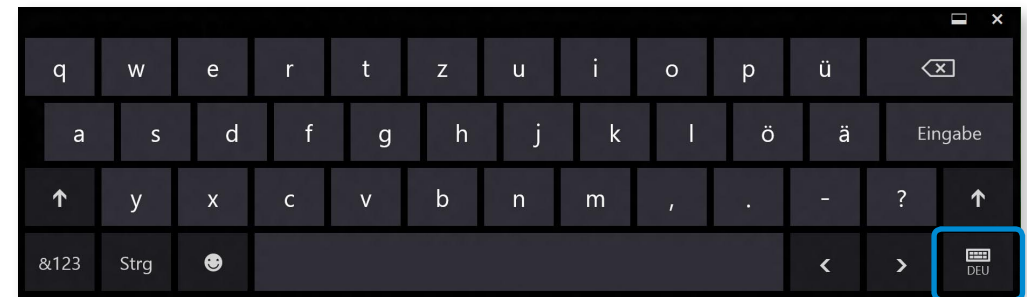 q w e r t z u i o p ü
a s d f g h j k l ö ä Eingabe
y x c v b n m , . - ?
&123 Strg < > DEU